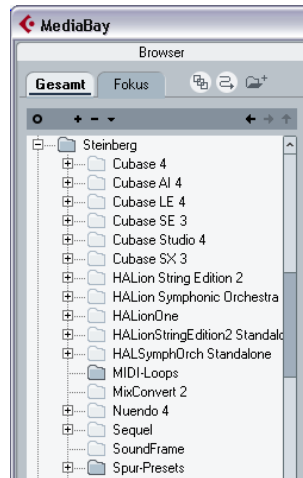 MediaBay
Browser
Gesamt Fokus
Steinberg
Cubase 4
Cubase AI 4
Cubase LE 4
Cubase SE 3
Cubase Studio 4
Cubase SX 3
HALion String Edition 2
HALion Symphonic Orchestra
HALionOne
HALionStringEdition2 Standalc
HALSymphOrch Standalone
MIDI-Loops
MixConvert 2
Nuendo 4
Sequel
SoundFrame
Spur-Presets